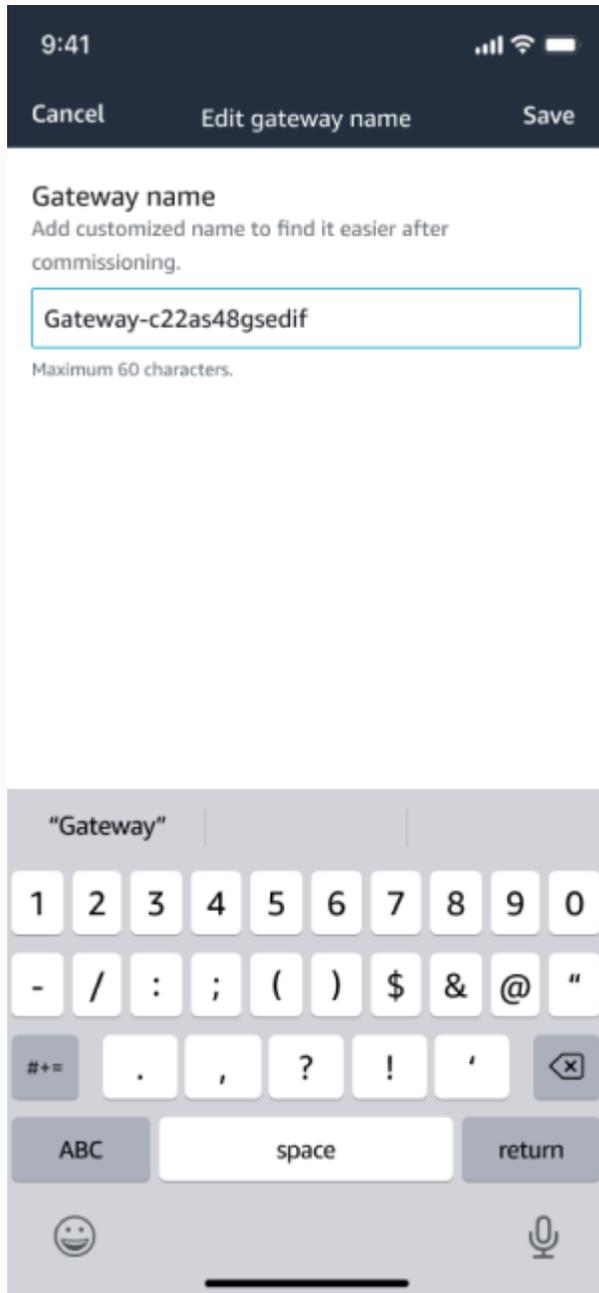 9:41
Cancel Edit gateway name Save
Gateway name
Add customized name to find it easier after
commissioning.
Gateway-c22as48gsedif
Maximum 60 characters.
“Gateway”
1 2 3 4 5 6 7 8 9 0
- / : ; ( ) $ & @ “
#+= . , ? ! ‘
ABC space return